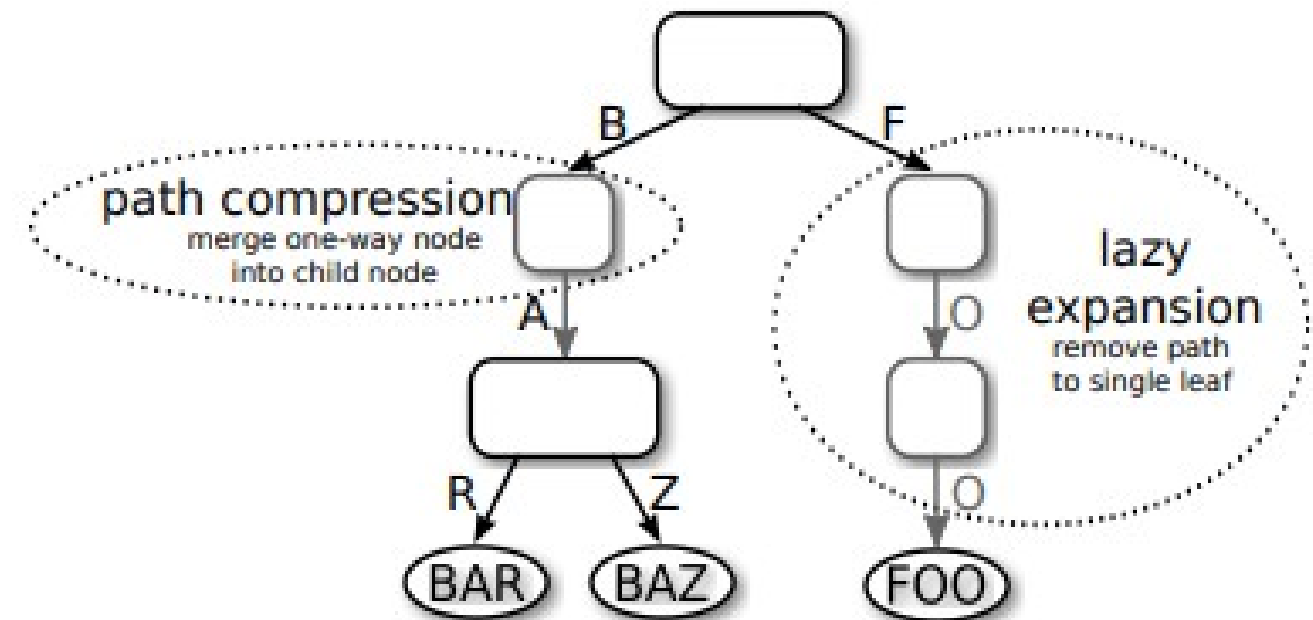 B
F
path compression
merge one-way node
into child node
lazy
expansion
remove path
to single leaf
A
O
R
Z
O
BAR
BAZ
FOO